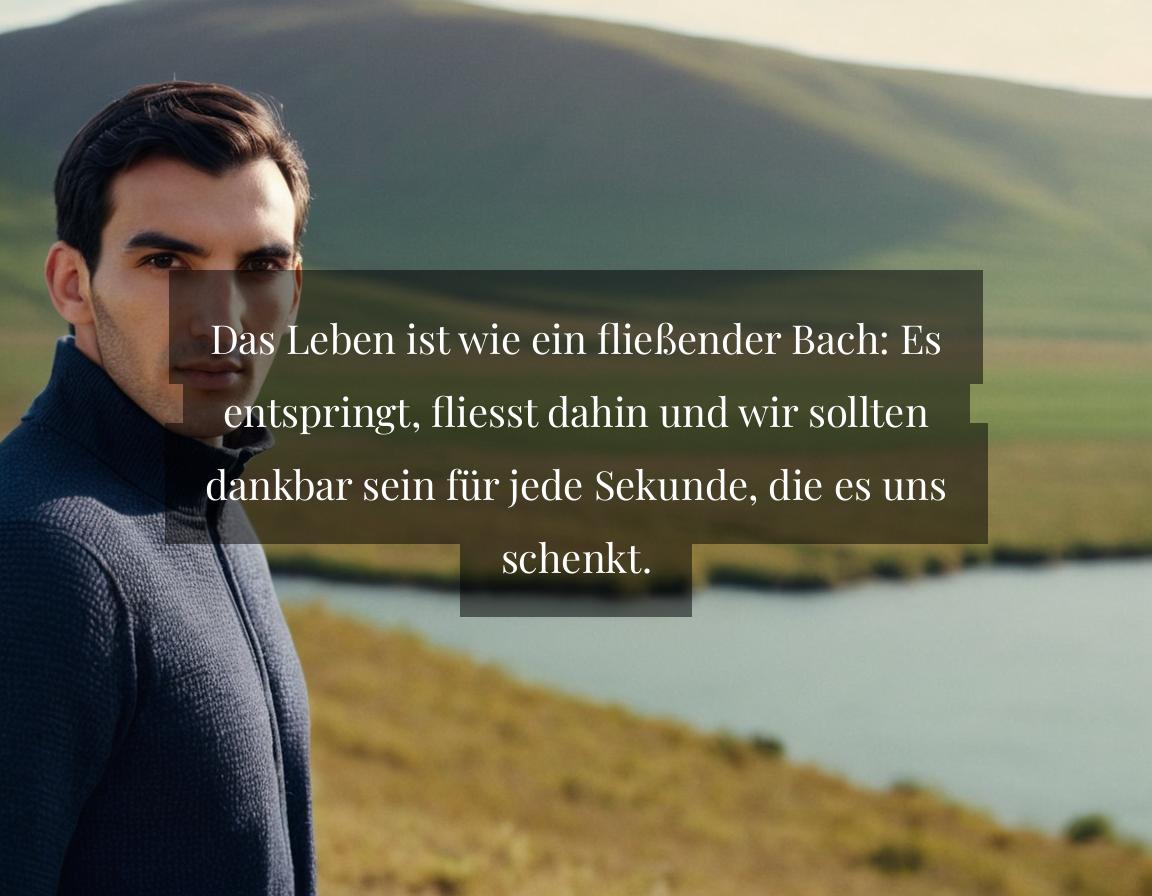 Das Leben ist wie ein fließender Bach: Es
entspringt, fliesst dahin und wir sollten
dankbar sein für jede Sekunde, die es uns
schenkt.